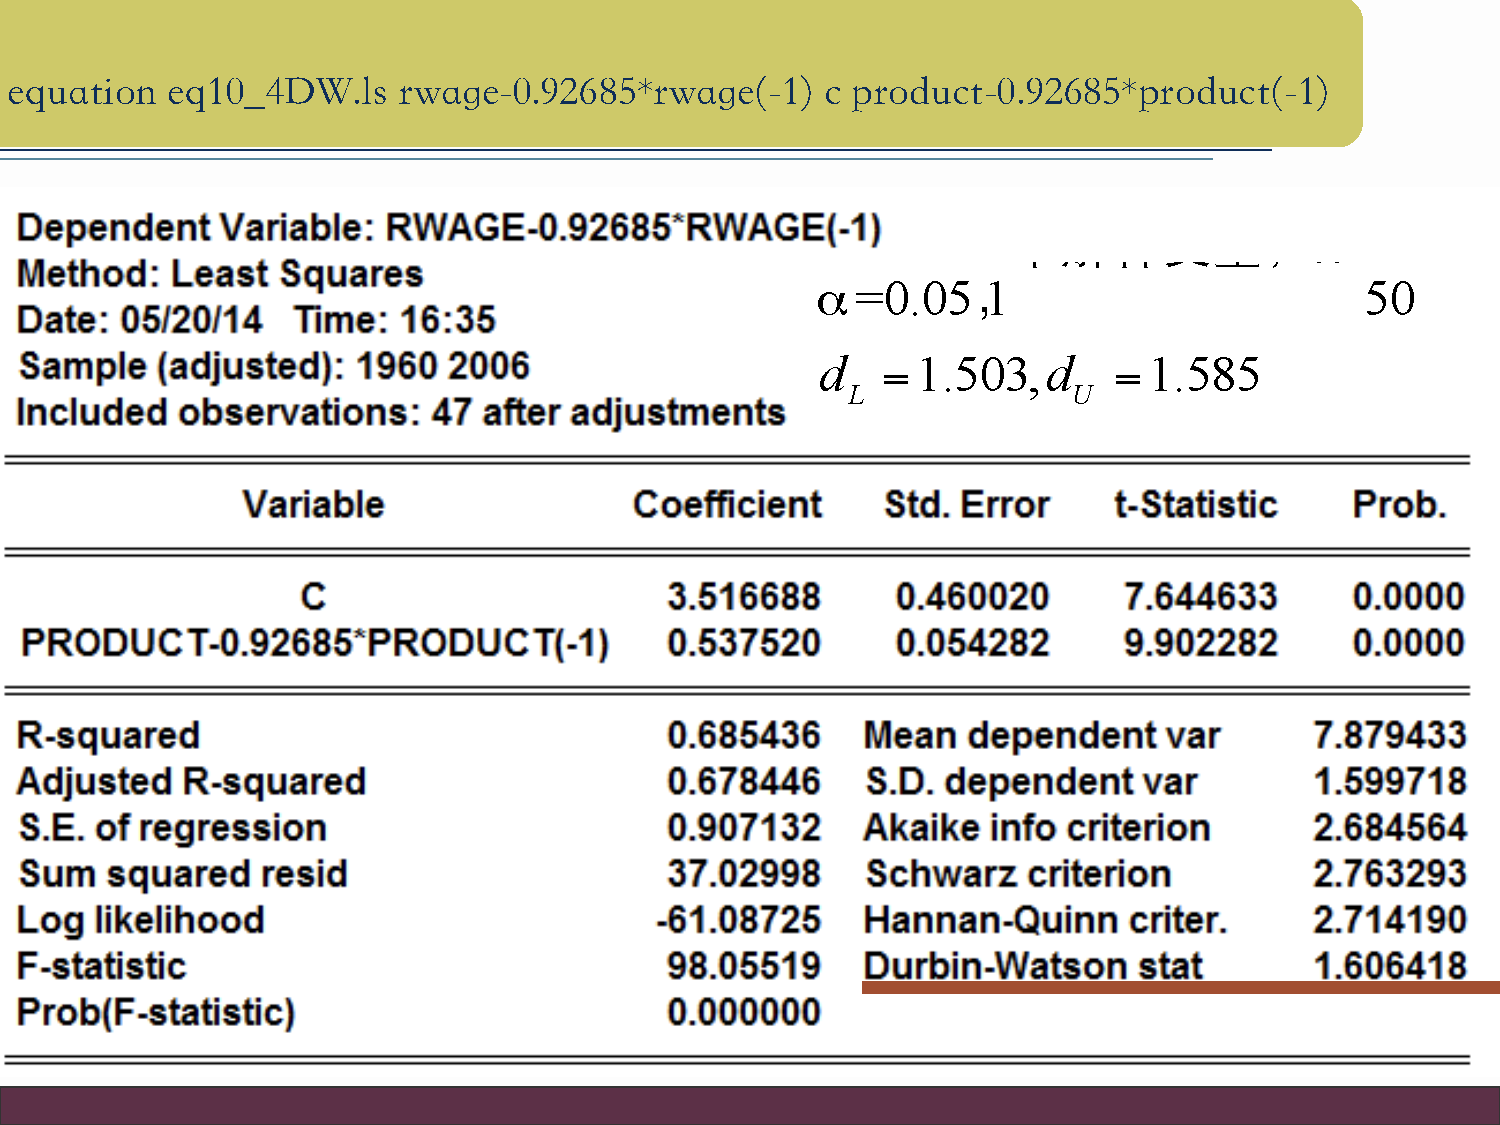 equation eq10_4DW.ls rwage-0.92685*rwage(-1) c product-0.92685*product(-1)
Dependent Variable: RWAGE-0.92685*RWAGE(-1)
Method: Least Squares
Date: 05/20/14 Time: 16:35
Sample (adjusted): 1960 2006
Included observations: 47 after adjustments
α=0.05,1 50
d_L = 1.503, d_U = 1.585
Variable Coefficient Std. Error t-Statistic Prob.
C 3.516688 0.460020 7.644633 0.0000
PRODUCT-0.92685*PRODUCT(-1) 0.537520 0.054282 9.902282 0.0000
R-squared 0.685436 Mean dependent var 7.879433
Adjusted R-squared 0.678446 S.D. dependent var 1.599718
S.E. of regression 0.907132 Akaike info criterion 2.684564
Sum squared resid 37.02998 Schwarz criterion 2.763293
Log likelihood -61.08725 Hannan-Quinn criter. 2.714190
F-statistic 98.05519 Durbin-Watson stat 1.606418
Prob(F-statistic) 0.000000